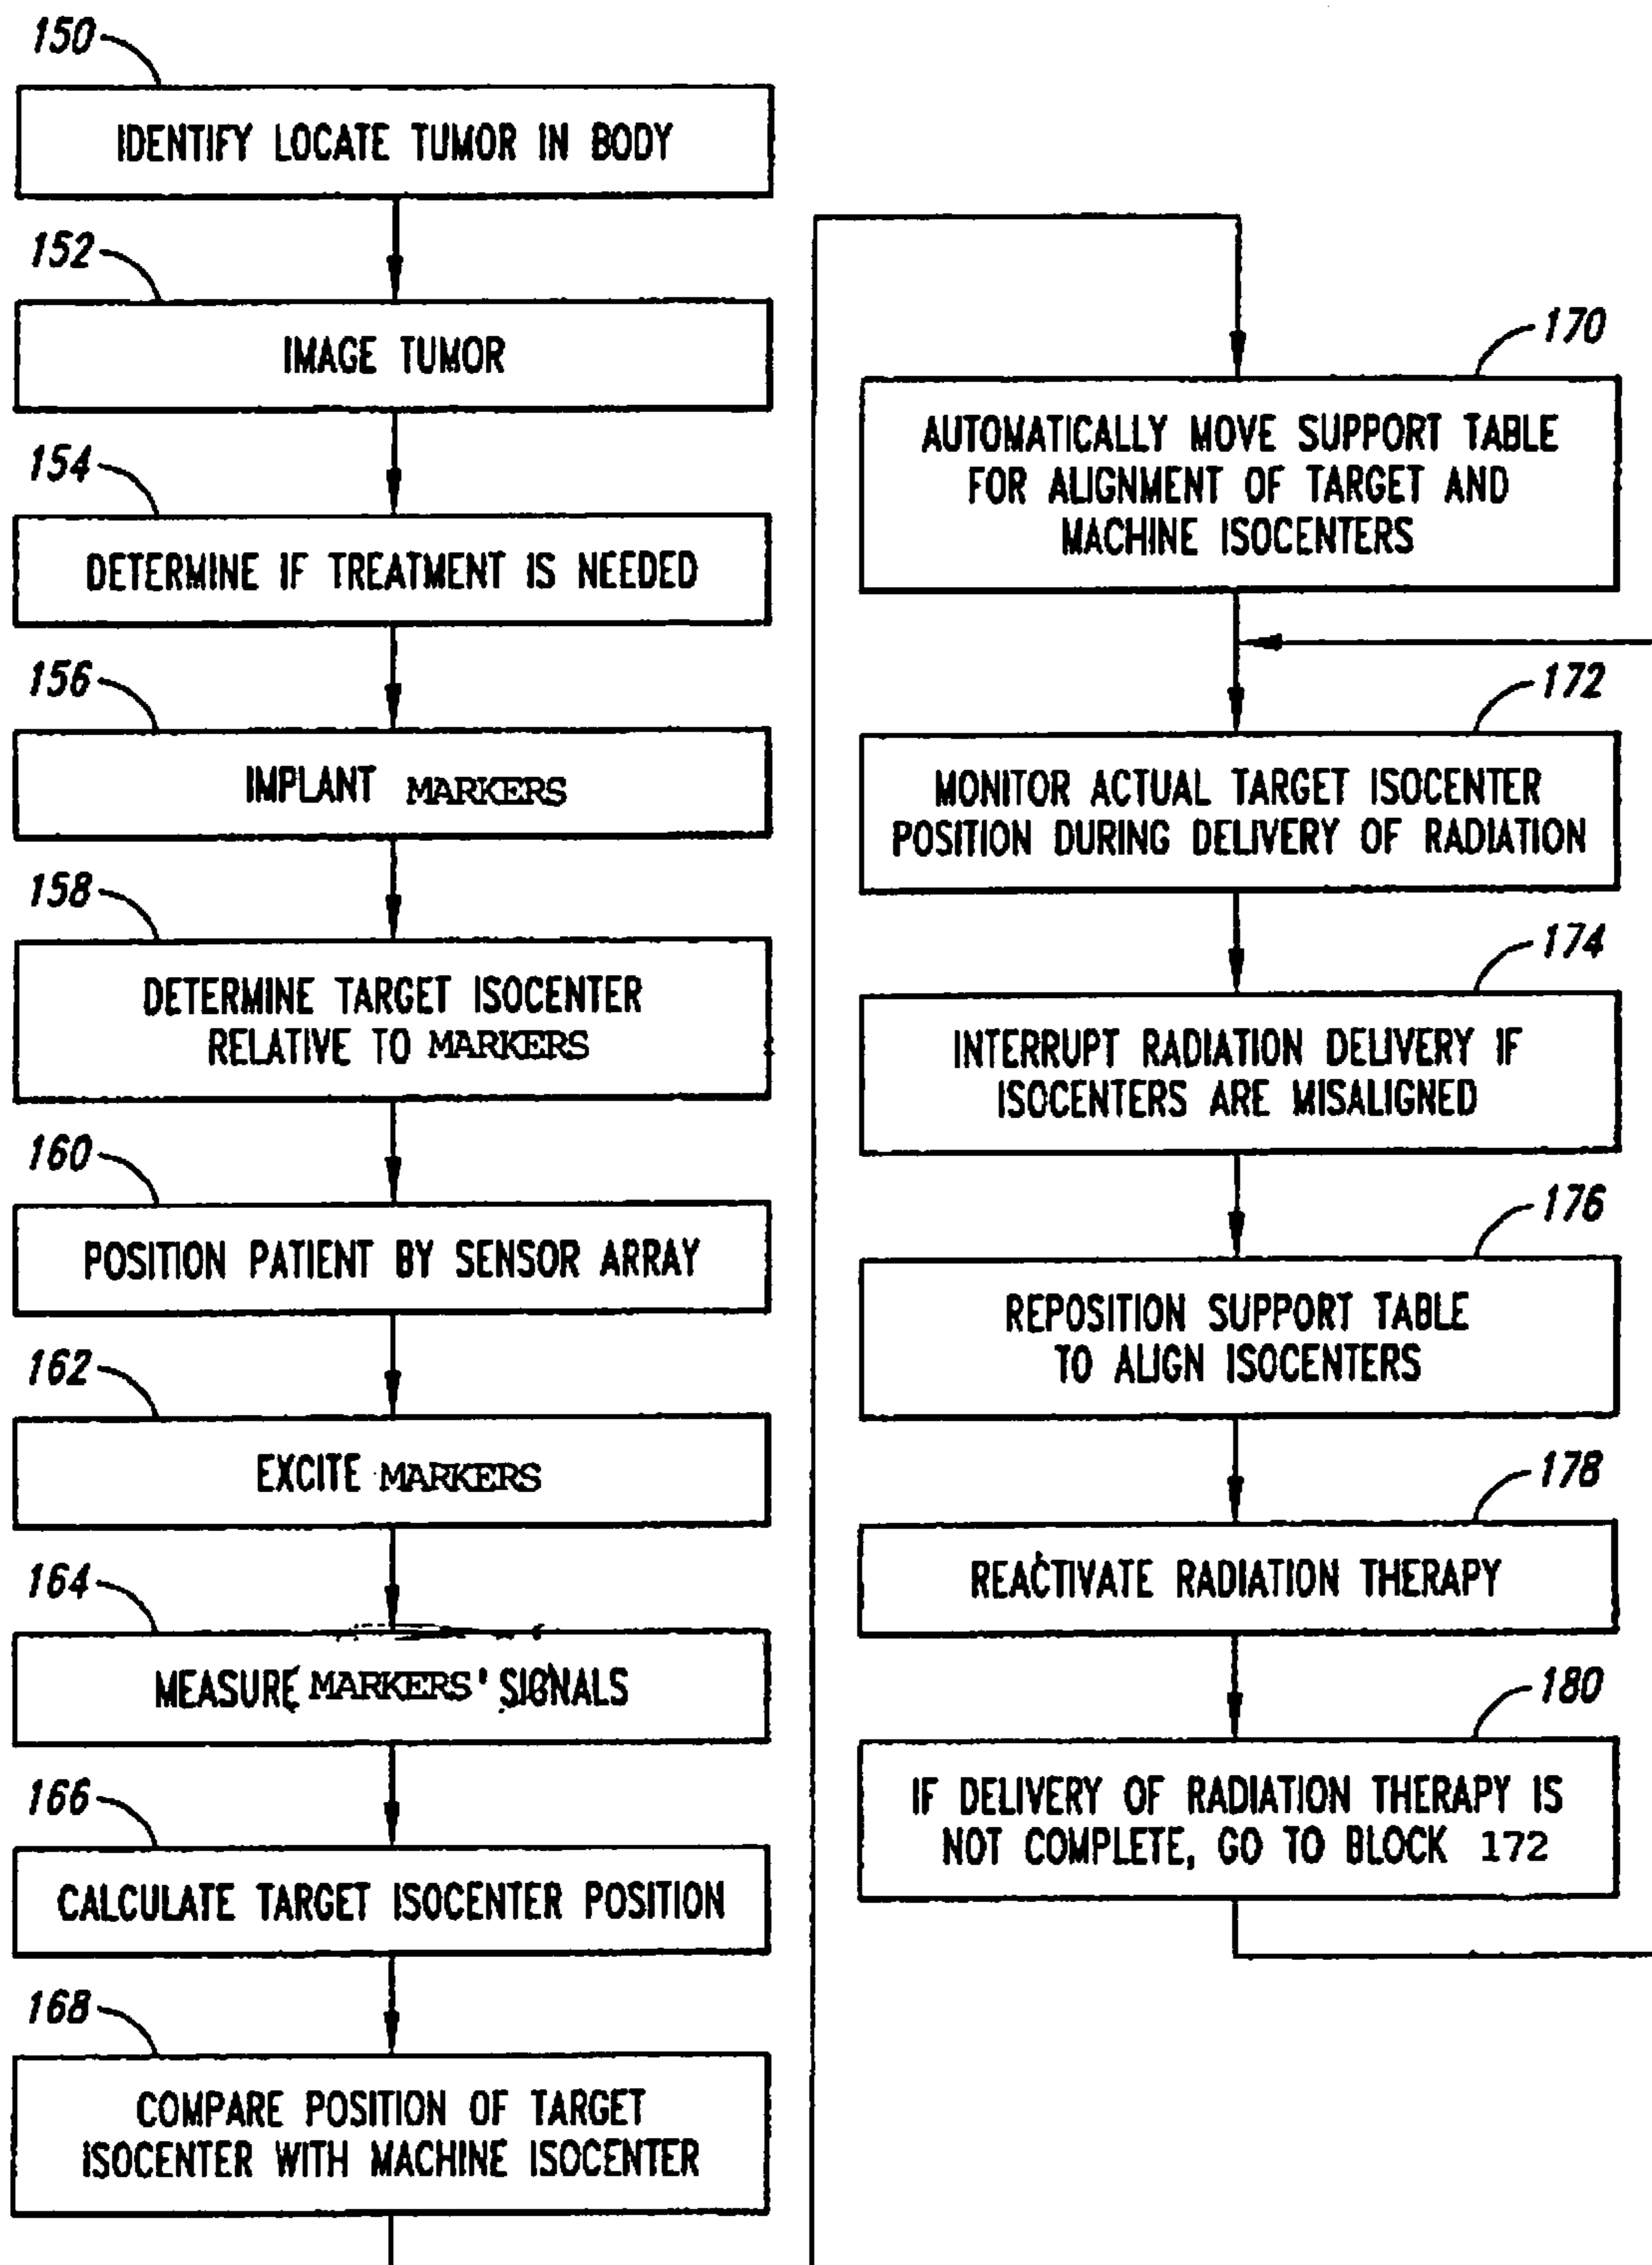 150
IDENTIFY LOCATE TUMOR IN BODY
152
IMAGE TUMOR
154
DETERMINE IF TREATMENT IS NEEDED
156
IMPLANT MARKERS
158
DETERMINE TARGET ISOCENTER
RELATIVE TO MARKERS
160
POSITION PATIENT BY SENSOR ARRAY
162
EXCITE MARKERS
164
MEASURE MARKERS' SIGNALS
166
CALCULATE TARGET ISOCENTER POSITION
168
COMPARE POSITION OF TARGET
ISOCENTER WITH MACHINE ISOCENTER
170
AUTOMATICALLY MOVE SUPPORT TABLE
FOR ALIGNMENT OF TARGET AND
MACHINE ISOCENTERS
172
MONITOR ACTUAL TARGET ISOCENTER
POSITION DURING DELIVERY OF RADIATION
174
INTERRUPT RADIATION DELIVERY IF
ISOCENTERS ARE MISALIGNED
176
REPOSITION SUPPORT TABLE
TO ALIGN ISOCENTERS
178
REACTIVATE RADIATION THERAPY
180
IF DELIVERY OF RADIATION THERAPY IS
NOT COMPLETE, GO TO BLOCK 172